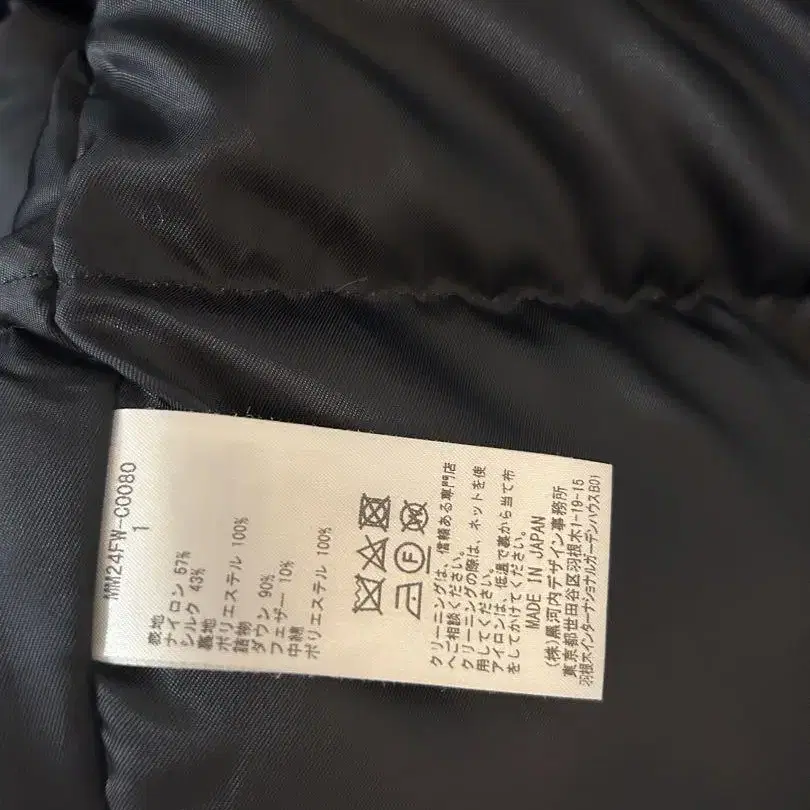 MM24FW-C0080
1
表地
ナイロン 57%
シルク 43%
裏地
ポリエステル 100%
詰物
ダウン 90%
フェザー 10%
中綿
ポリエステル 100%
F W
クリーニングは、信頼ある専門店
へご相談ください。
クリーニングの際は、ネットを使
用してください。
アイロンは、低温で裏から当て布
をしてかけてください。
MADE IN JAPAN
(株)黒河内デザイン事務所
東京都世田谷区羽根木1-19-15
羽根木インターナショナルガーデンハウスB01